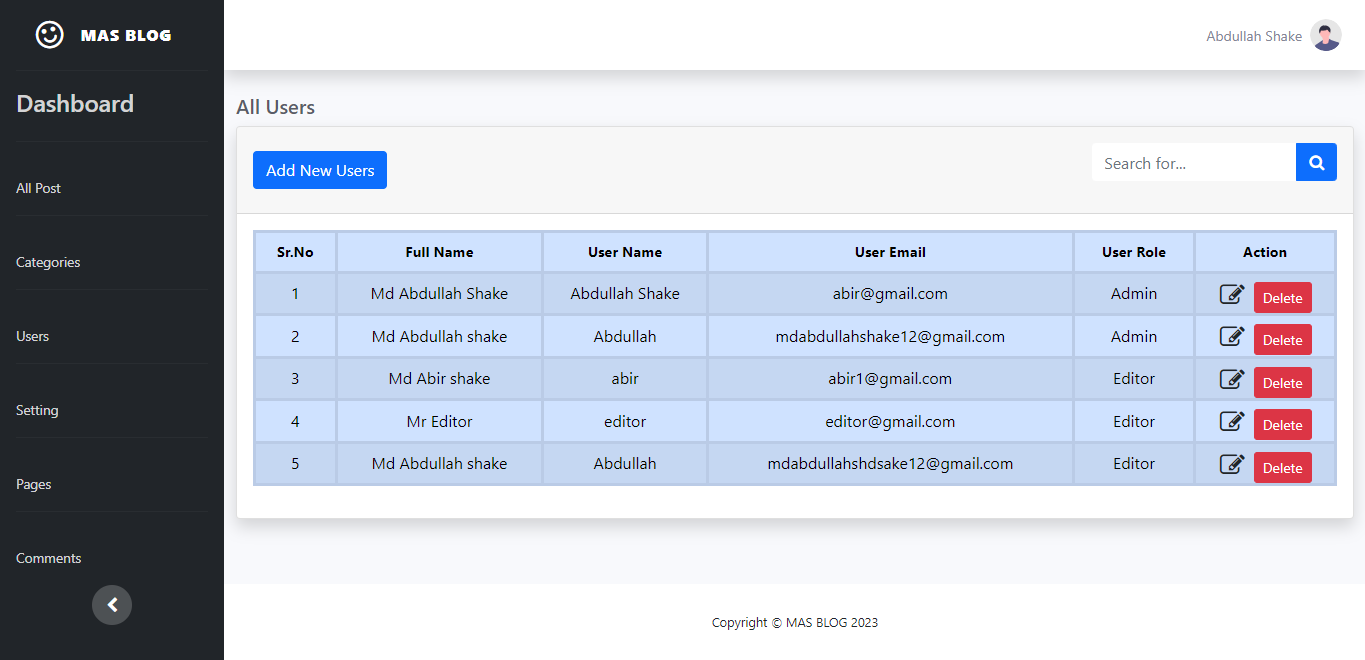 MAS BLOG
Abdullah Shake
Dashboard
All Post
Categories
Users
Setting
Pages
Comments
All Users
Add New Users
Search for...
Sr.No Full Name User Name User Email User Role Action
1 Md Abdullah Shake Abdullah Shake abir@gmail.com Admin Delete
2 Md Abdullah shake Abdullah mdabdullahshake12@gmail.com Admin Delete
3 Md Abir shake abir abir1@gmail.com Editor Delete
4 Mr Editor editor editor@gmail.com Editor Delete
5 Md Abdullah shake Abdullah mdabdullahshdsake12@gmail.com Editor Delete
Copyright © MAS BLOG 2023